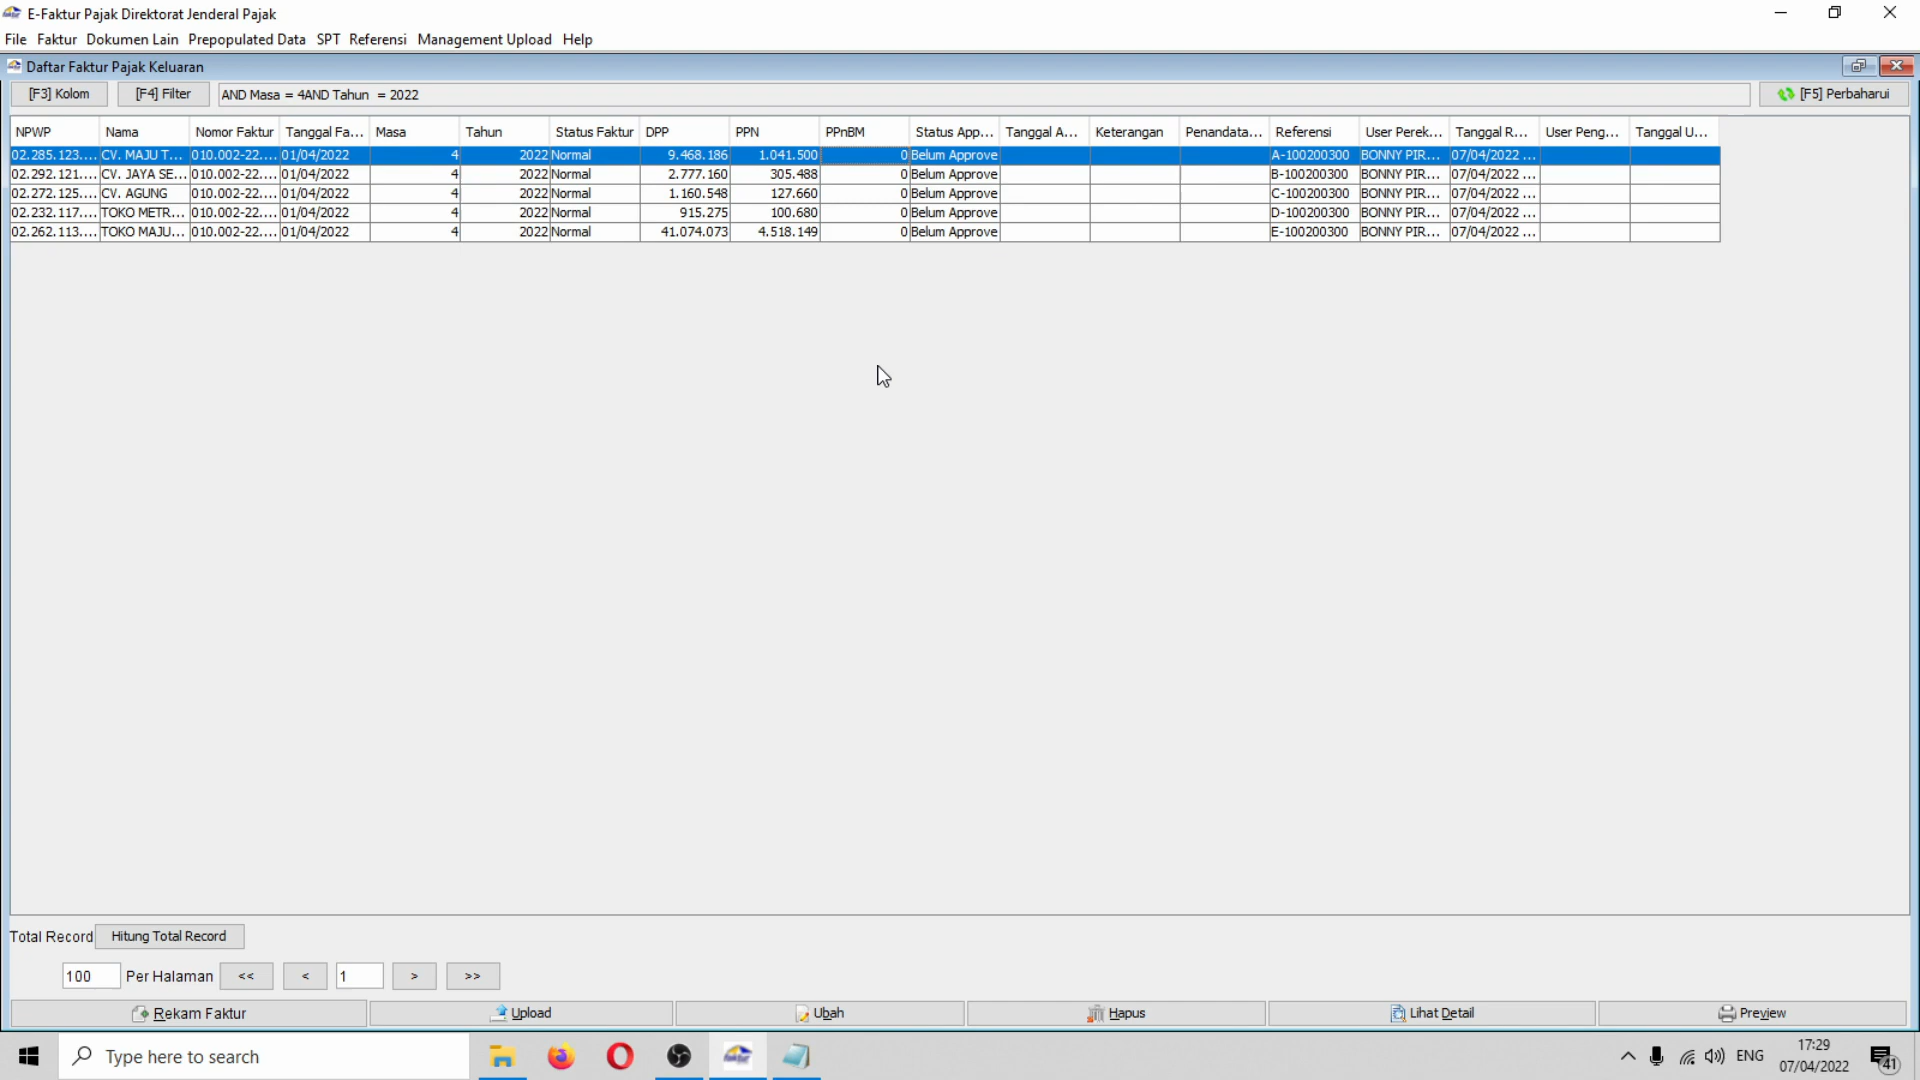 E-Faktur Pajak Direktorat Jenderal Pajak
File Faktur Dokumen Lain Prepopulated Data SPT Referensi Management Upload Help
Daftar Faktur Pajak Keluaran
[F3] Kolom [F4] Filter AND Masa = 4AND Tahun = 2022 [F5] Perbaharui
NPWP Nama Nomor Faktur Tanggal Fa... Masa Tahun Status Faktur DPP PPN PPnBM Status App... Tanggal A... Keterangan Penandata... Referensi User Perek... Tanggal R... User Peng... Tanggal U...
02.285.123.... CV. MAJU T... 010.002-22.... 01/04/2022 4 2022 Normal 9.468.186 1.041.500 0 Belum Approve A-100200300 BONNY PIR... 07/04/2022 ...
02.292.121.... CV. JAYA SE... 010.002-22.... 01/04/2022 4 2022 Normal 2.777.160 305.488 0 Belum Approve B-100200300 BONNY PIR... 07/04/2022 ...
02.272.125.... CV. AGUNG 010.002-22.... 01/04/2022 4 2022 Normal 1.160.548 127.660 0 Belum Approve C-100200300 BONNY PIR... 07/04/2022 ...
02.232.117.... TOKO METR... 010.002-22.... 01/04/2022 4 2022 Normal 915.275 100.680 0 Belum Approve D-100200300 BONNY PIR... 07/04/2022 ...
02.262.113.... TOKO MAJU... 010.002-22.... 01/04/2022 4 2022 Normal 41.074.073 4.518.149 0 Belum Approve E-100200300 BONNY PIR... 07/04/2022 ...
Total Record Hitung Total Record
100 Per Halaman << < 1 > >>
Rekam Faktur Upload Ubah Hapus Lihat Detail Preview
Type here to search ENG 17:29
07/04/2022 41